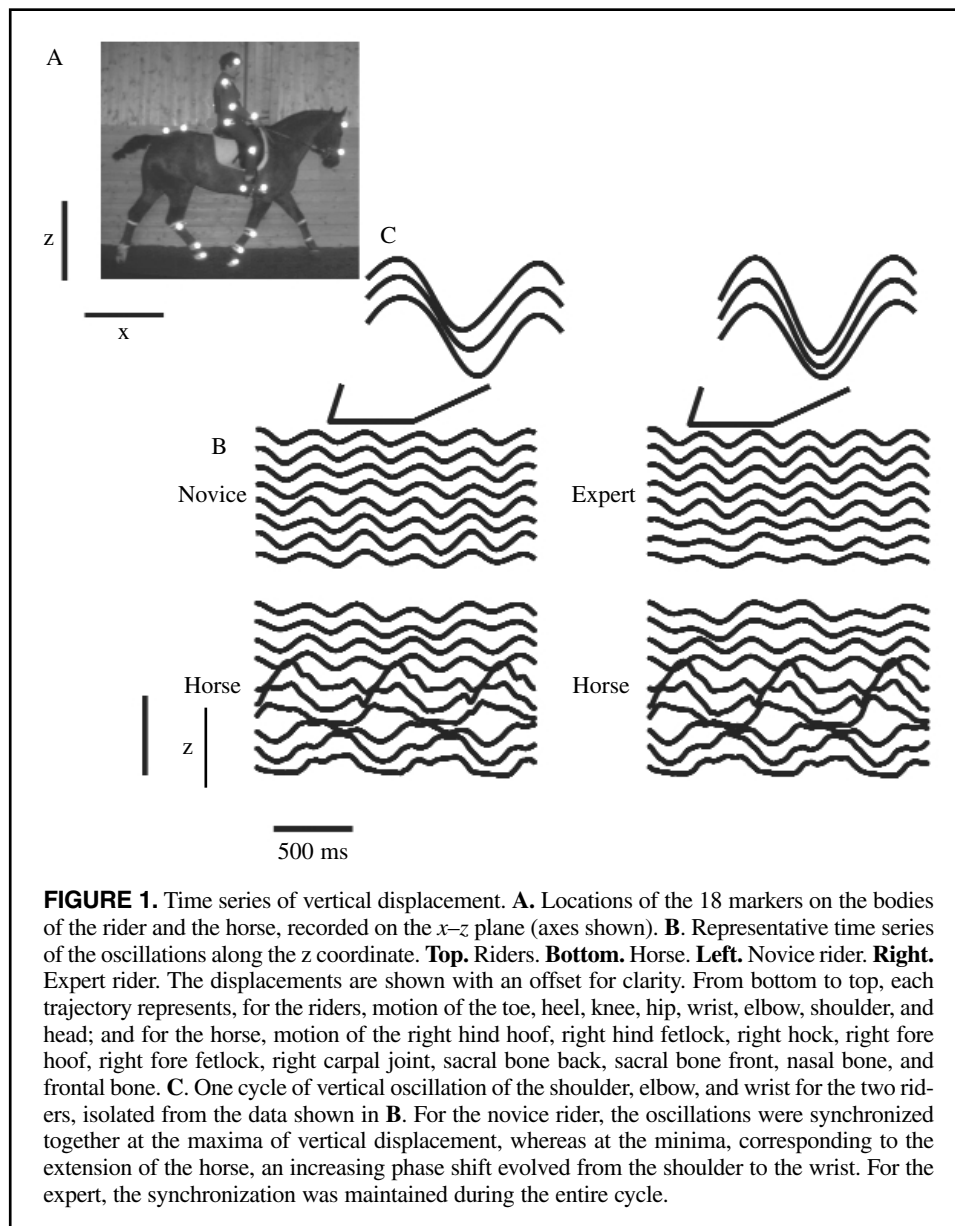 A
z
x
C
B
Novice
Expert
Horse
Horse
z
500 ms
FIGURE 1. Time series of vertical displacement. A. Locations of the 18 markers on the bodies
of the rider and the horse, recorded on the x–z plane (axes shown). B. Representative time series
of the oscillations along the z coordinate. Top. Riders. Bottom. Horse. Left. Novice rider. Right.
Expert rider. The displacements are shown with an offset for clarity. From bottom to top, each
trajectory represents, for the riders, motion of the toe, heel, knee, hip, wrist, elbow, shoulder, and
head; and for the horse, motion of the right hind hoof, right hind fetlock, right hock, right fore
hoof, right fore fetlock, right carpal joint, sacral bone back, sacral bone front, nasal bone, and
frontal bone. C. One cycle of vertical oscillation of the shoulder, elbow, and wrist for the two rid-
ers, isolated from the data shown in B. For the novice rider, the oscillations were synchronized
together at the maxima of vertical displacement, whereas at the minima, corresponding to the
extension of the horse, an increasing phase shift evolved from the shoulder to the wrist. For the
expert, the synchronization was maintained during the entire cycle.